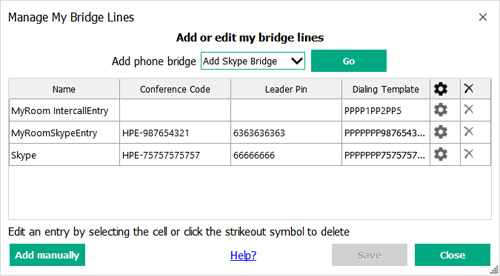 Manage My Bridge Lines
Add or edit my bridge lines
Add phone bridge Add Skype Bridge Go
Name Conference Code Leader Pin Dialing Template
MyRoom IntercallEntry PPPP1PP2PP5
MyRoomSkypeEntry HPE-987654321 6363636363 PPPPPPP9876543...
Skype HPE-75757575757 66666666 PPPPPPP7575757...
Edit an entry by selecting the cell or click the strikeout symbol to delete
Add manually Help? Save Close